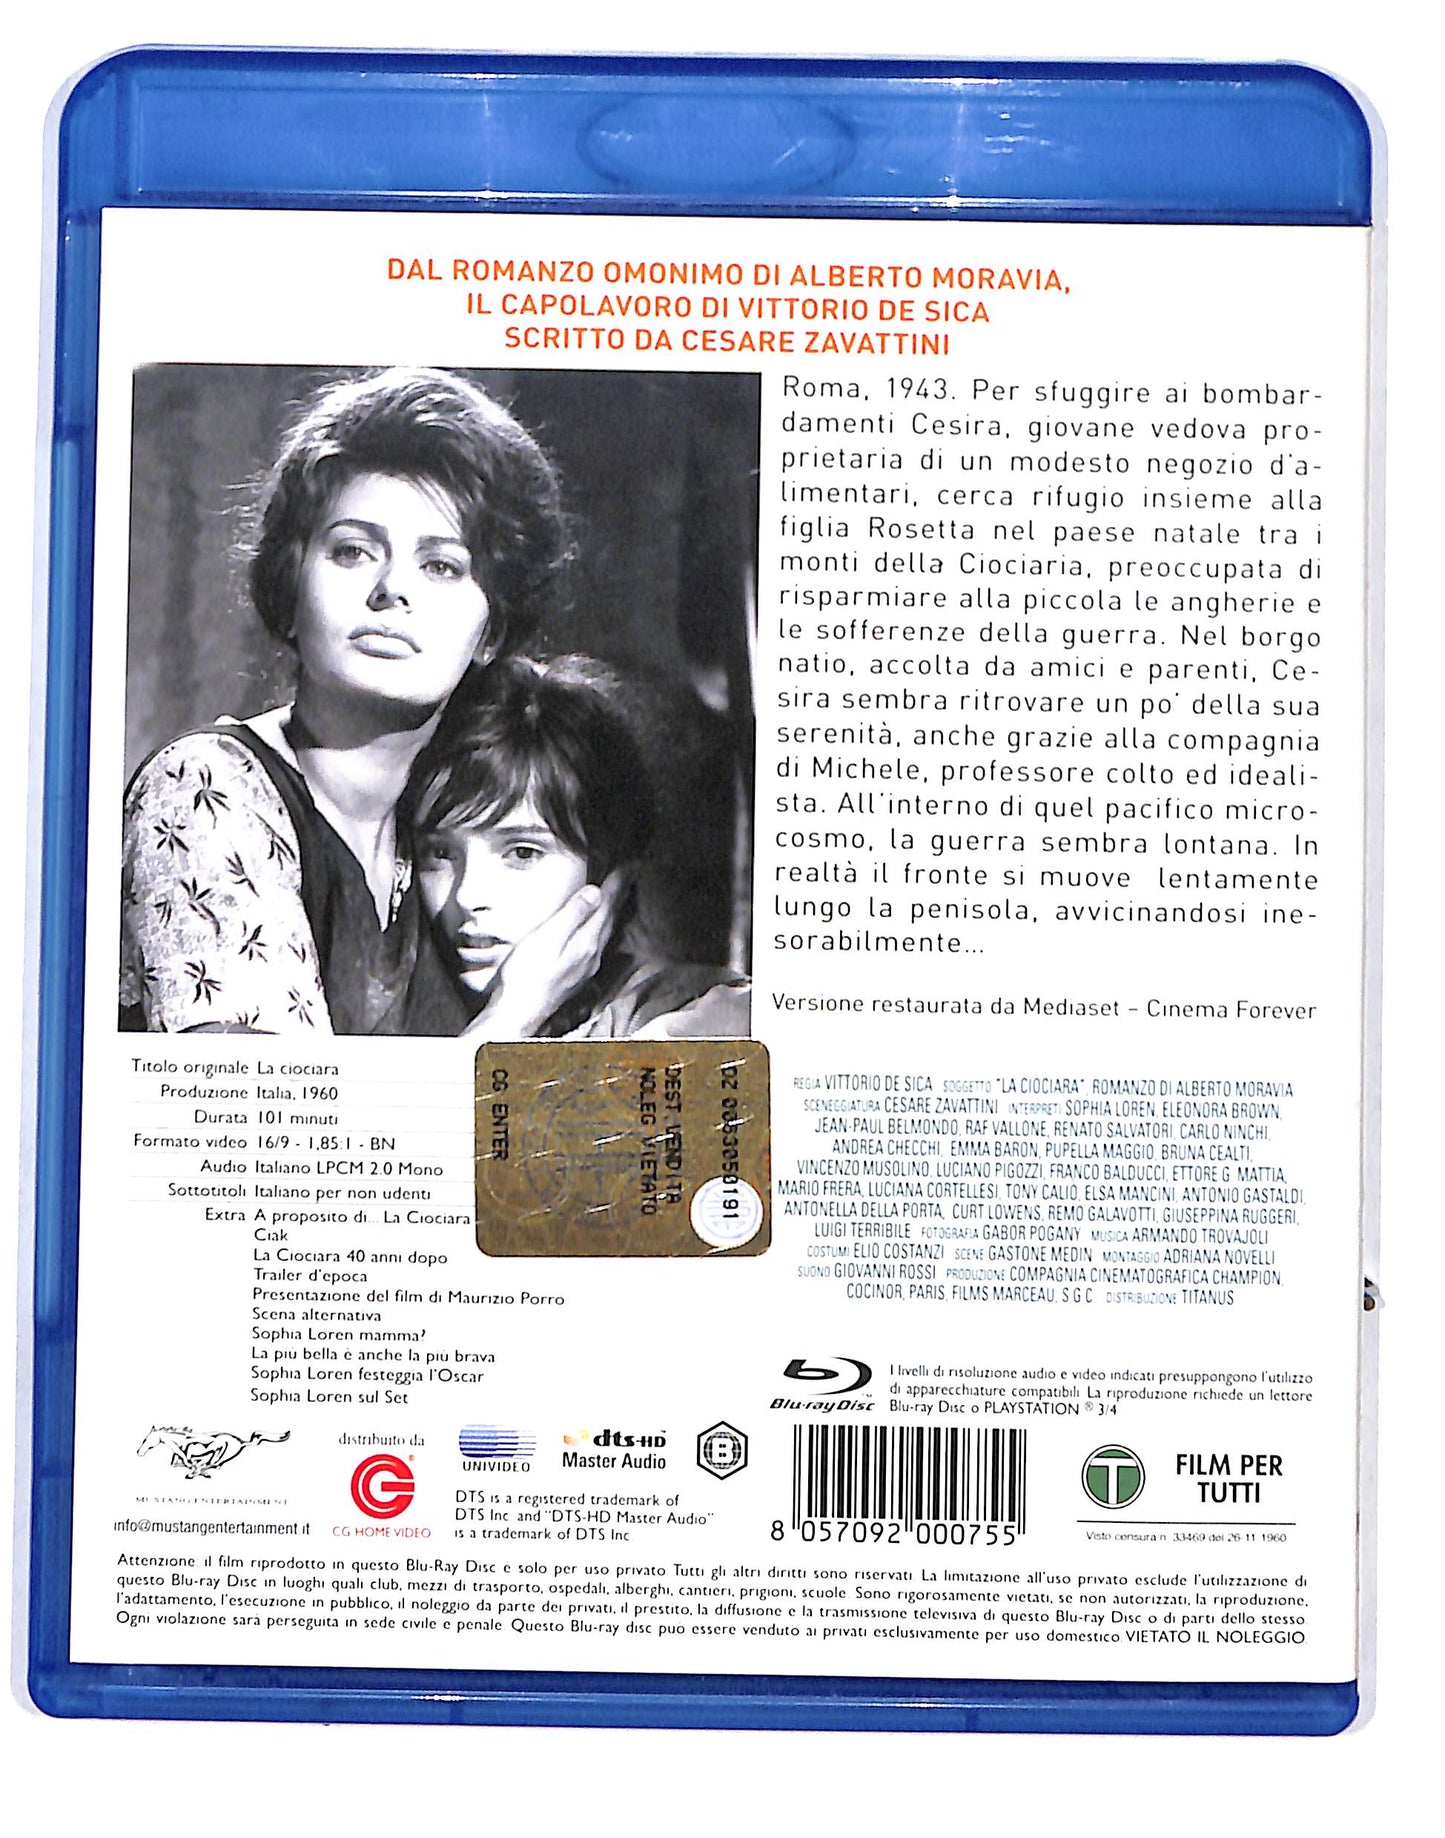 DAL ROMANZO OMONIMO DI ALBERTO MORAVIA,
IL CAPOLAVORO DI VITTORIO DE SICA
SCRITTO DA CESARE ZAVATTINI
Roma, 1943. Per sfuggire ai bombar-
damenti Cesira, giovane vedova pro-
prietaria di un modesto negozio d'a-
limentari, cerca rifugio insieme alla
figlia Rosetta nel paese natale tra i
monti della Ciociaria, preoccupata di
risparmiare alla piccola le angherie e
le sofferenze della guerra. Nel borgo
natio, accolta da amici e parenti, Ce-
sira sembra ritrovare un po' della sua
serenità, anche grazie alla compagnia
di Michele, professore colto ed ideali-
sta. All'interno di quel pacifico micro-
cosmo, la guerra sembra lontana. In
realtà il fronte si muove lentamente
lungo la penisola, avvicinandosi ine-
sorabilmente...
Versione restaurata da Mediaset - Cinema Forever
Titolo originale La ciociara
Produzione Italia, 1960
Durata 101 minuti
Formato video 16/9 - 1,85:1 - BN
Audio Italiano LPCM 2.0 Mono
Sottotitoli Italiano per non udenti
Extra A proposito di... La Ciociara
Ciak
La Ciociara 40 anni dopo
Trailer d'epoca
Presentazione del film di Maurizio Porro
Scena alternativa
Sophia Loren mamma?
La più bella è anche la più brava
Sophia Loren festeggia l'Oscar
Sophia Loren sul Set
CG ENTER
NOLEG VIETATO
DEST.VENDITA
REGIA VITTORIO DE SICA SOGGETTO "LA CIOCIARA", ROMANZO DI ALBERTO MORAVIA
SCENEGGIATURA CESARE ZAVATTINI INTERPRETI SOPHIA LOREN, ELEONORA BROWN,
JEAN-PAUL BELMONDO, RAF VALLONE, RENATO SALVATORI, CARLO NINCHI,
ANDREA CHECCHI, EMMA BARON, PUPELLA MAGGIO, BRUNA CEALTI,
VINCENZO MUSOLINO, LUCIANO PIGOZZI, FRANCO BALDUCCI, ETTORE G. MATTIA,
MARIO FRERA, LUCIANA CORTELLESI, TONY CALIO, ELSA MANCINI, ANTONIO GASTALDI,
ANTONELLA DELLA PORTA, CURT LOWENS, REMO GALAVOTTI, GIUSEPPINA RUGGERI,
LUIGI TERRIBILE FOTOGRAFIA GABOR POGANY MUSICA ARMANDO TROVAJOLI
COSTUMI ELIO COSTANZI SCENE GASTONE MEDIN MONTAGGIO ADRIANA NOVELLI
SUONO GIOVANNI ROSSI PRODUZIONE COMPAGNIA CINEMATOGRAFICA CHAMPION,
COCINOR, PARIS, FILMS MARCEAU, S G C DISTRIBUZIONE TITANUS
Blu-ray Disc™
I livelli di risoluzione audio e video indicati presuppongono l'utilizzo
di apparecchiature compatibili. La riproduzione richiede un lettore
Blu-ray Disc o PLAYSTATION ® 3/4
MUSTANG ENTERTAINMENT
info@mustangentertainment.it
distribuito da
CG HOME VIDEO
UNIVIDEO
dts-HD
Master Audio
B
DTS is a registered trademark of
DTS Inc. and "DTS-HD Master Audio"
is a trademark of DTS Inc.
8 057092 000755
T
FILM PER
TUTTI
Visto censura n. 33469 del 26-11-1960
Attenzione: il film riprodotto in questo Blu-Ray Disc è solo per uso privato. Tutti gli altri diritti sono riservati. La limitazione all'uso privato esclude l'utilizzazione di
questo Blu-ray Disc in luoghi quali club, mezzi di trasporto, ospedali, alberghi, cantieri, prigioni, scuole. Sono rigorosamente vietati, se non autorizzati, la riproduzione,
l'adattamento, l'esecuzione in pubblico, il noleggio da parte dei privati, il prestito, la diffusione e la trasmissione televisiva di questo Blu-ray Disc o di parti dello stesso.
Ogni violazione sarà perseguita in sede civile e penale. Questo Blu-ray disc può essere venduto ai privati esclusivamente per uso domestico. VIETATO IL NOLEGGIO.